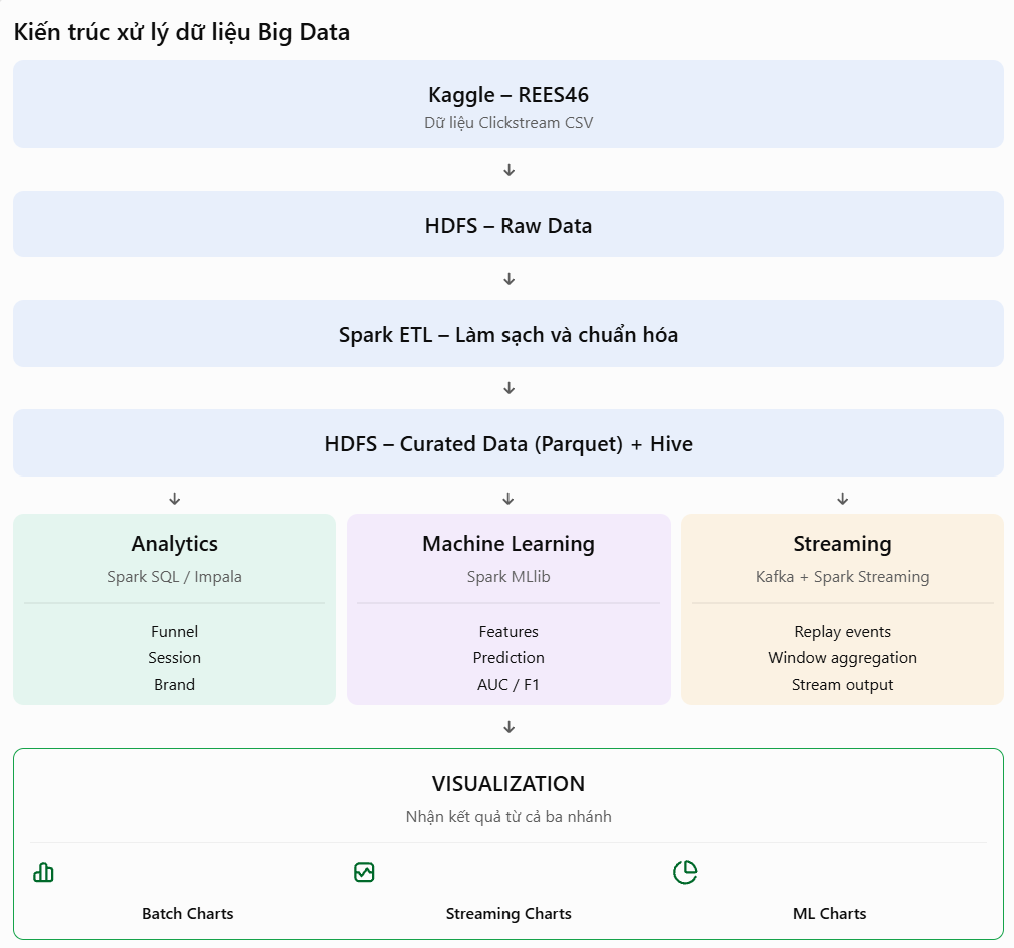 Kiến trúc xử lý dữ liệu Big Data
Kaggle – REES46
Dữ liệu Clickstream CSV
HDFS – Raw Data
Spark ETL – Làm sạch và chuẩn hóa
HDFS – Curated Data (Parquet) + Hive
Analytics
Spark SQL / Impala
Funnel
Session
Brand
Machine Learning
Spark MLlib
Features
Prediction
AUC / F1
Streaming
Kafka + Spark Streaming
Replay events
Window aggregation
Stream output
VISUALIZATION
Nhận kết quả từ cả ba nhánh
Batch Charts
Streaming Charts
ML Charts